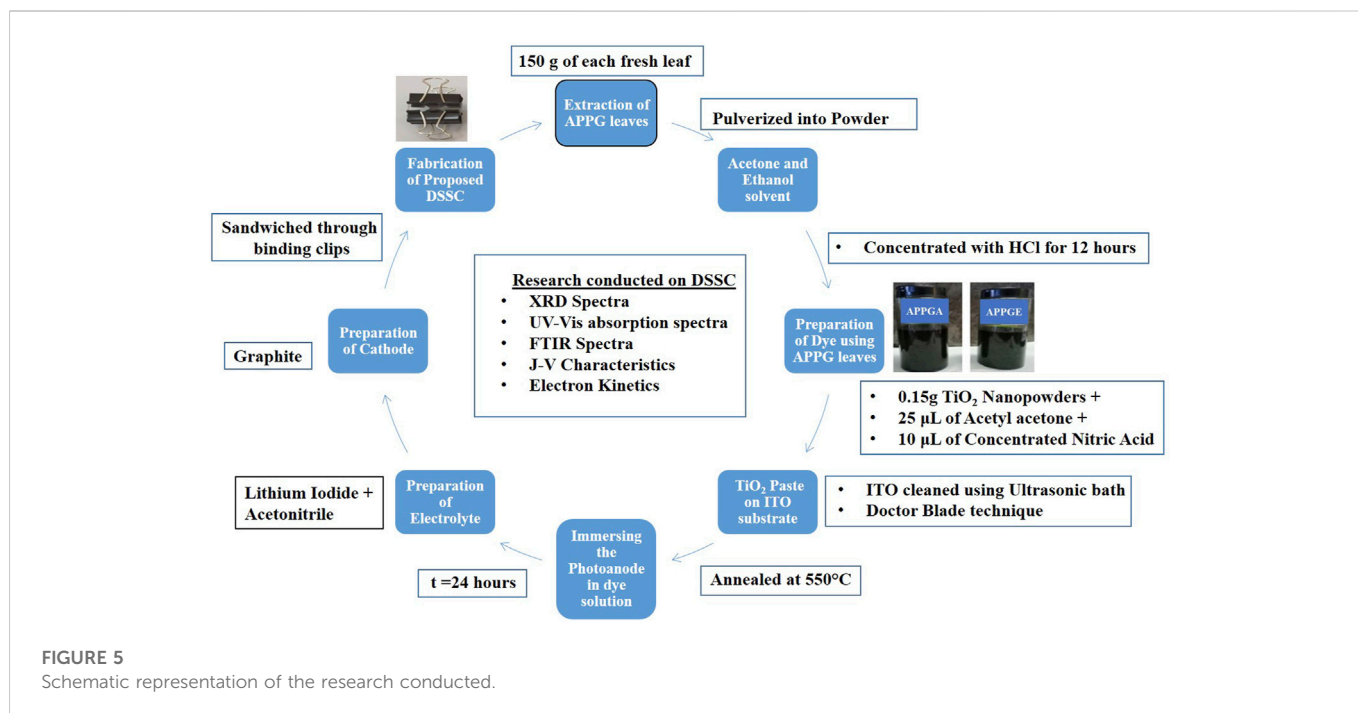 150 g of each fresh leaf
Extraction of
APPG leaves
Pulverized into Powder
Acetone and
Ethanol
solvent
• Concentrated with HCl for 12 hours
Preparation
of Dye using
APPG leaves
APPGA
APPGE
• 0.15g TiO₂ Nanopowders +
• 25 μL of Acetyl acetone +
• 10 μL of Concentrated Nitric Acid
TiO₂ Paste
on ITO
substrate
• ITO cleaned using Ultrasonic bath
• Doctor Blade technique
Annealed at 550°C
Immersing
the
Photoanode
in dye
solution
t =24 hours
Preparation
of
Electrolyte
Lithium Iodide +
Acetonitrile
Preparation
of Cathode
Graphite
Sandwiched through
binding clips
Fabrication
of Proposed
DSSC
Research conducted on DSSC
• XRD Spectra
• UV-Vis absorption spectra
• FTIR Spectra
• J-V Characteristics
• Electron Kinetics
FIGURE 5
Schematic representation of the research conducted.